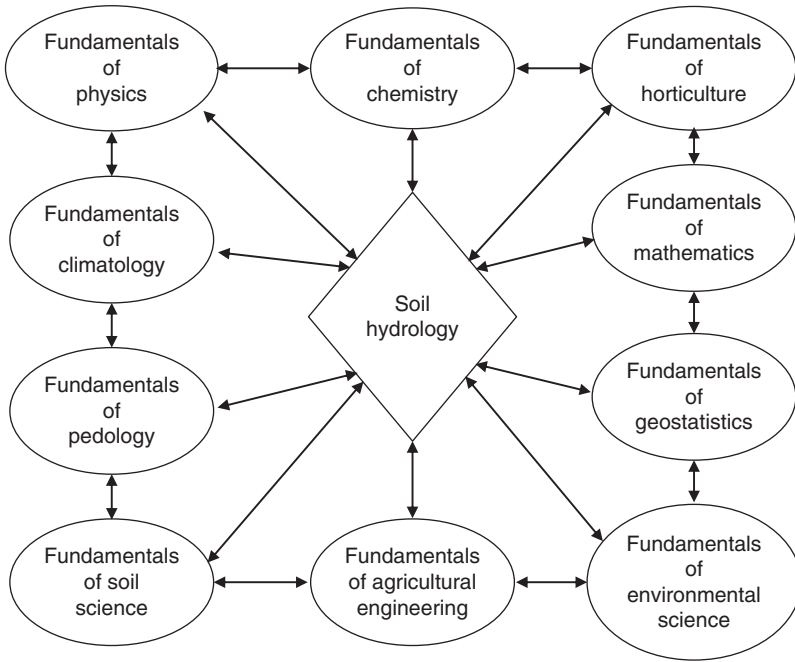 Fundamentals
of
physics
Fundamentals
of
chemistry
Fundamentals
of
horticulture
Fundamentals
of
climatology
Fundamentals
of
mathematics
Soil
hydrology
Fundamentals
of
pedology
Fundamentals
of
geostatistics
Fundamentals
of soil
science
Fundamentals
of agricultural
engineering
Fundamentals
of
environmental
science